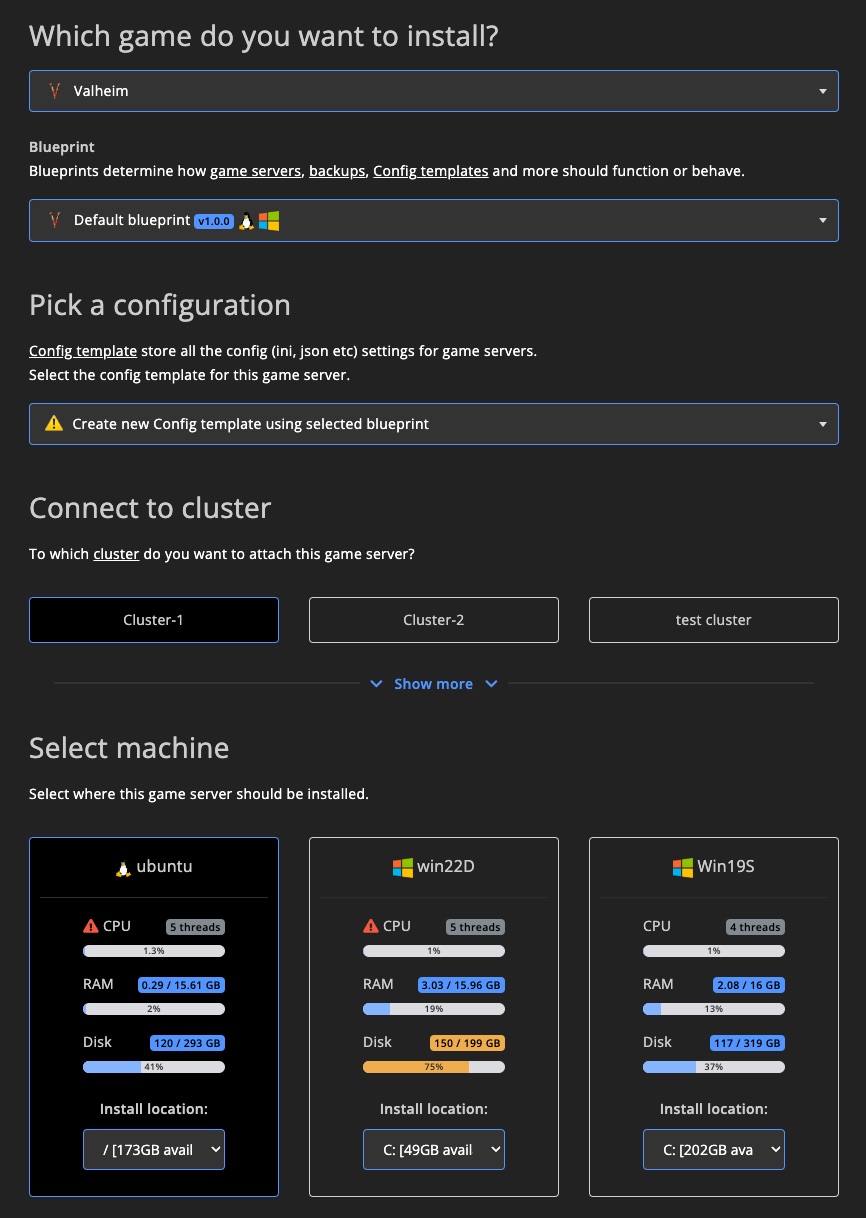 Which game do you want to install?
Valheim
Blueprint
Blueprints determine how game servers, backups, Config templates and more should function or behave.
Default blueprint v1.0.0
Pick a configuration
Config template store all the config (ini, json etc) settings for game servers.
Select the config template for this game server.
Create new Config template using selected blueprint
Connect to cluster
To which cluster do you want to attach this game server?
Cluster-1
Cluster-2
test cluster
Show more
Select machine
Select where this game server should be installed.
ubuntu
CPU 5 threads
1.3%
RAM 0.29 / 15.61 GB
2%
Disk 120 / 293 GB
41%
Install location:
/ [173GB avail
win22D
CPU 5 threads
1%
RAM 3.03 / 15.96 GB
19%
Disk 150 / 199 GB
75%
Install location:
C: [49GB avail
Win19S
CPU 4 threads
1%
RAM 2.08 / 16 GB
13%
Disk 117 / 319 GB
37%
Install location:
C: [202GB ava